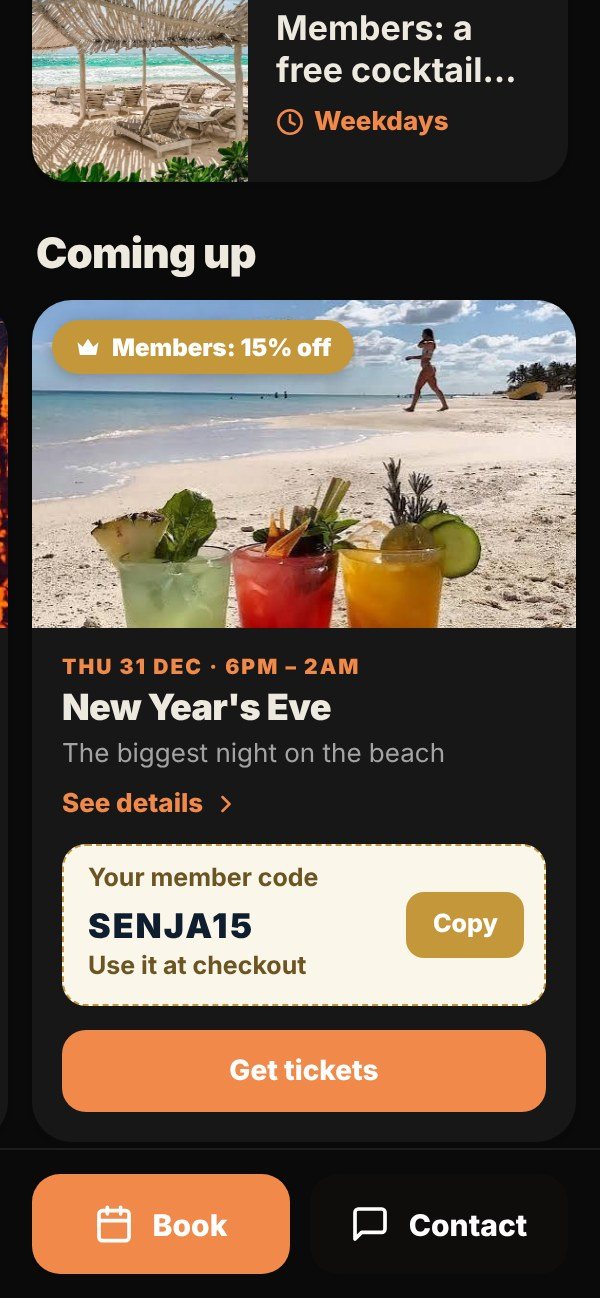 Members: a
free cocktail...
Weekdays
Coming up
Members: 15% off
THU 31 DEC · 6PM – 2AM
New Year's Eve
The biggest night on the beach
See details
Your member code
SENJA15
Use it at checkout
Copy
Get tickets
Book
Contact